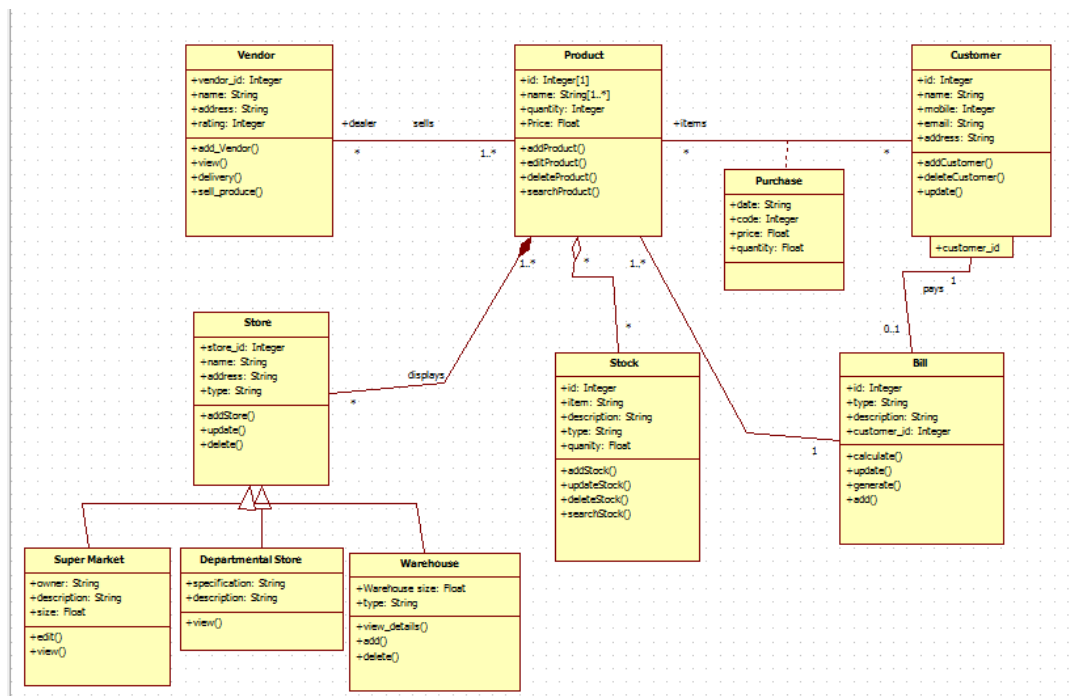 Vendor
+vendor_id: Integer
+name: String
+address: String
+rating: Integer
+add_Vendor()
+view()
+delivery()
+sell_produce()
+dealer
sells
*
1..*
Product
+id: Integer[1]
+name: String[1..*]
+quantity: Integer
+Price: Float
+addProduct()
+editProduct()
+deleteProduct()
+searchProduct()
+items
*
*
Customer
+id: Integer
+name: String
+mobile: Integer
+email: String
+address: String
+addCustomer()
+deleteCustomer()
+update()
+customer_id
Purchase
+date: String
+code: Integer
+price: Float
+quantity: Float
1..*
*
1..*
pays
1
0..1
Store
+store_id: Integer
+name: String
+address: String
+type: String
+addStore()
+update()
+delete()
displays
*
*
Stock
+id: Integer
+item: String
+description: String
+type: String
+quanity: Float
+addStock()
+updateStock()
+deleteStock()
+searchStock()
1
Bill
+id: Integer
+type: String
+description: String
+customer_id: Integer
+calculate()
+update()
+generate()
+add()
Super Market
+owner: String
+description: String
+size: Float
+edit()
+view()
Departmental Store
+specification: String
+description: String
+view()
Warehouse
+Warehouse size: Float
+type: String
+view_details()
+add()
+delete()